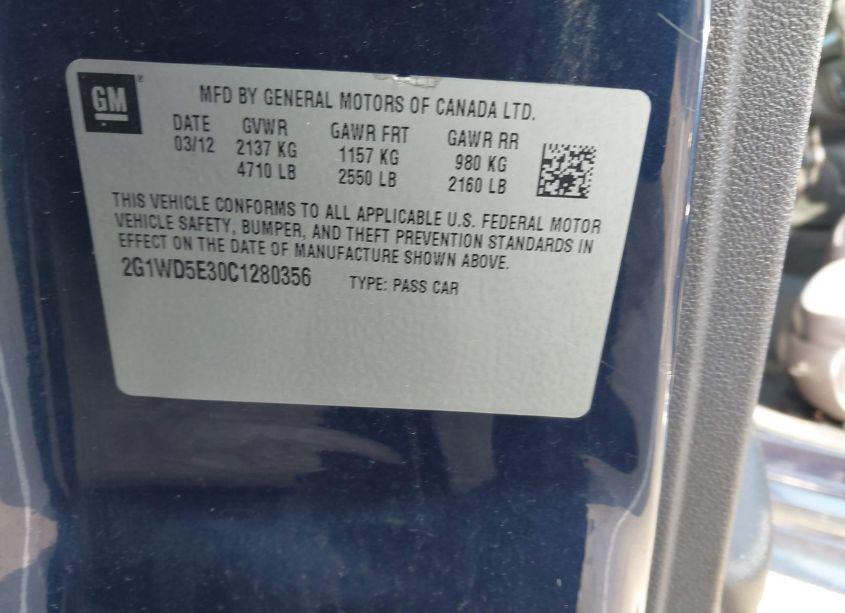 GM
MFD BY GENERAL MOTORS OF CANADA LTD.
DATE GVWR GAWR FRT GAWR RR
03/12 2137 KG 1157 KG 980 KG
4710 LB 2550 LB 2160 LB
THIS VEHICLE CONFORMS TO ALL APPLICABLE U.S. FEDERAL MOTOR
VEHICLE SAFETY, BUMPER, AND THEFT PREVENTION STANDARDS IN
EFFECT ON THE DATE OF MANUFACTURE SHOWN ABOVE.
2G1WD5E30C1280356 TYPE: PASS CAR